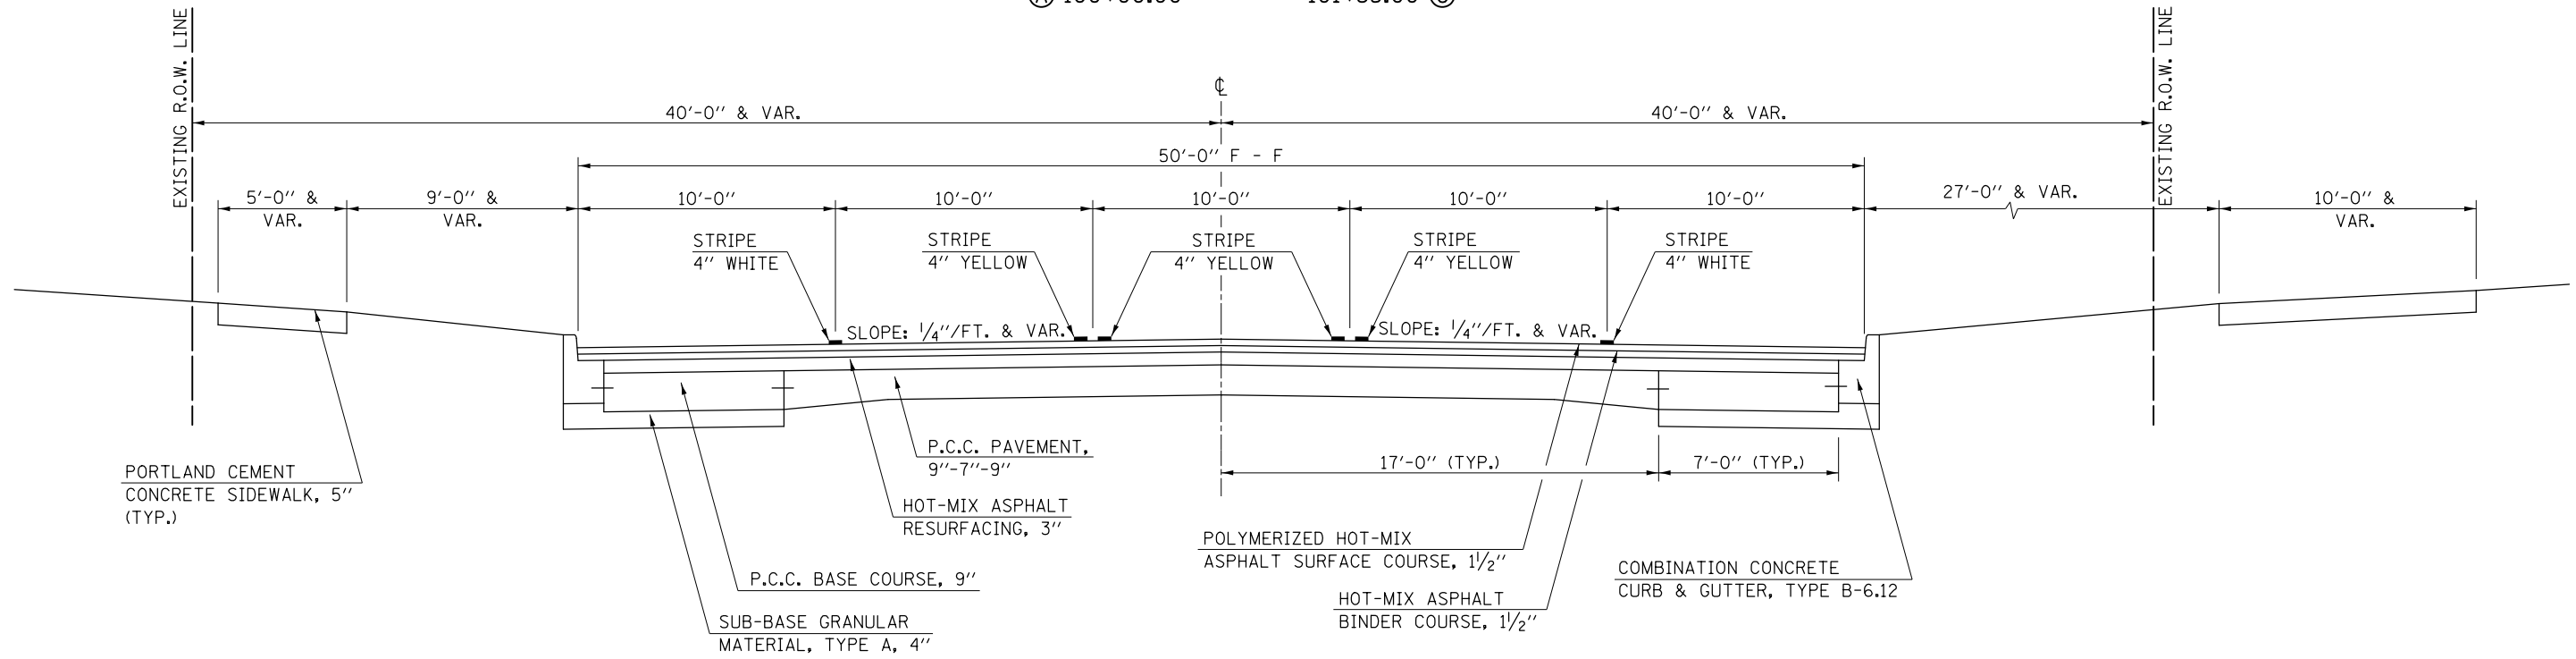 EXISTING R.O.W. LINE
EXISTING R.O.W. LINE
℄
40'-0" & VAR.
40'-0" & VAR.
50'-0" F - F
5'-0" &
VAR.
9'-0" &
VAR.
10'-0"
10'-0"
10'-0"
10'-0"
10'-0"
27'-0" & VAR.
10'-0" &
VAR.
STRIPE
4" WHITE
STRIPE
4" YELLOW
STRIPE
4" YELLOW
STRIPE
4" YELLOW
STRIPE
4" WHITE
SLOPE: 1/4"/FT. & VAR.
SLOPE: 1/4"/FT. & VAR.
PORTLAND CEMENT
CONCRETE SIDEWALK, 5"
(TYP.)
P.C.C. PAVEMENT,
9"-7"-9"
17'-0" (TYP.)
7'-0" (TYP.)
HOT-MIX ASPHALT
RESURFACING, 3"
POLYMERIZED HOT-MIX
ASPHALT SURFACE COURSE, 1 1/2"
P.C.C. BASE COURSE, 9"
COMBINATION CONCRETE
CURB & GUTTER, TYPE B-6.12
HOT-MIX ASPHALT
BINDER COURSE, 1 1/2"
SUB-BASE GRANULAR
MATERIAL, TYPE A, 4"